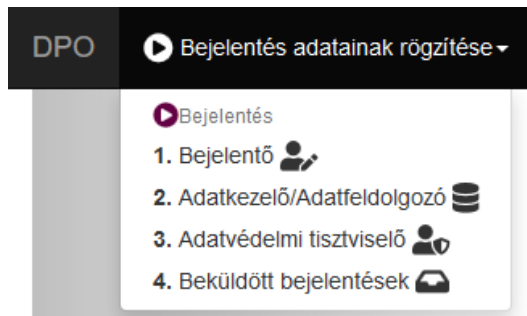 DPO Bejelentés adatainak rögzítése
Bejelentés
1. Bejelentő
2. Adatkezelő/Adatfeldolgozó
3. Adatvédelmi tisztviselő
4. Beküldött bejelentések